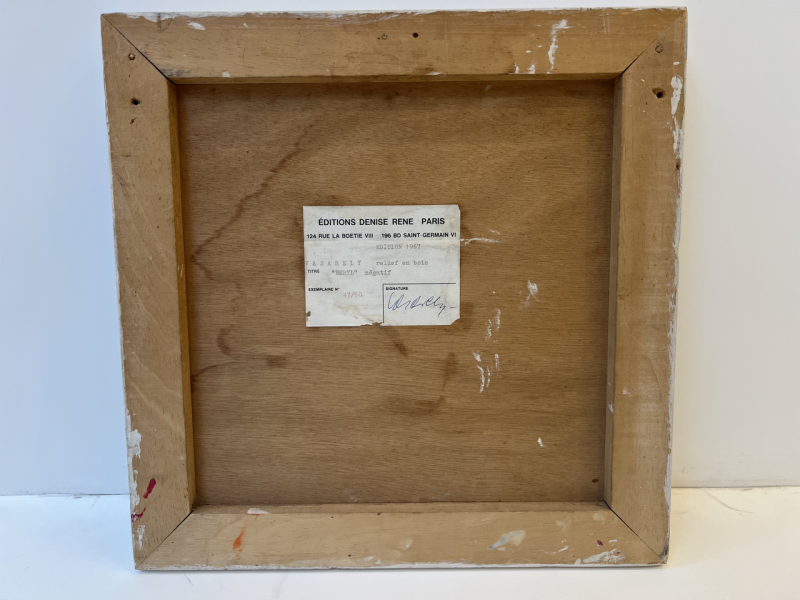 ÉDITIONS DENISE RENE PARIS
124 RUE LA BOETIE VIII 196 BD SAINT-GERMAIN VI
EDITION 1967
VASARELY relief en bois
TITRE "BERYL" négatif
EXEMPLAIRE N° SIGNATURE
Vasarely